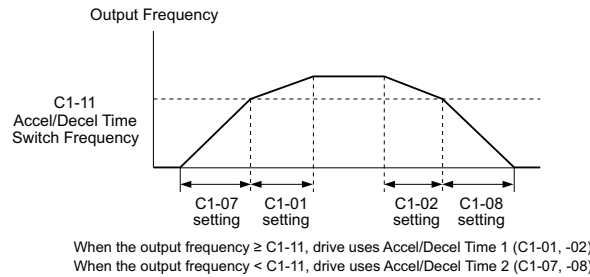 Output Frequency
C1-11
Accel/Decel Time
Switch Frequency
C1-07
setting
C1-01
setting
C1-02
setting
C1-08
setting
When the output frequency ≥ C1-11, drive uses Accel/Decel Time 1 (C1-01, -02)
When the output frequency < C1-11, drive uses Accel/Decel Time 2 (C1-07, -08)